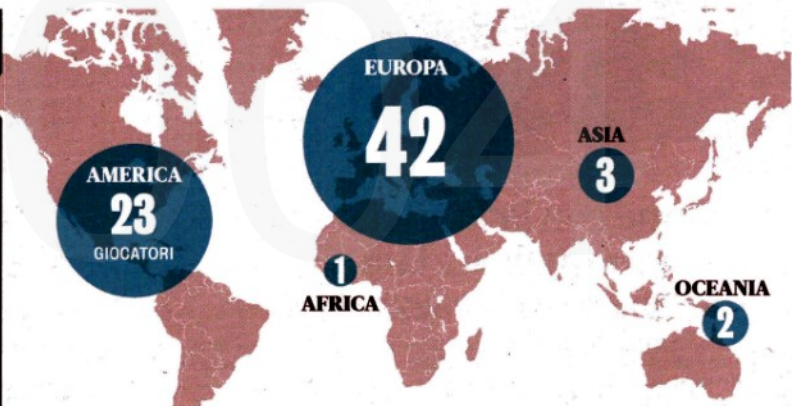 EUROPA
42
ASIA
3
AMERICA
23
GIOCATORI
1
AFRICA
OCEANIA
2